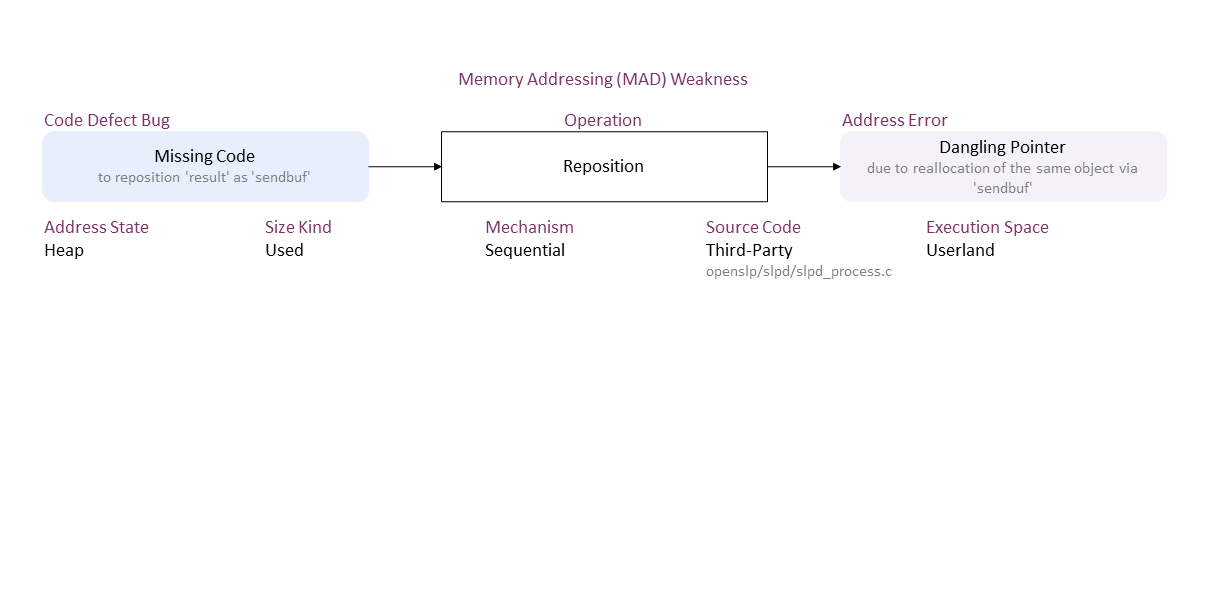 Memory Addressing (MAD) Weakness
Code Defect Bug
Operation
Address Error
Missing Code
to reposition 'result' as 'sendbuf'
Reposition
Dangling Pointer
due to reallocation of the same object via
'sendbuf'
Address State
Heap
Size Kind
Used
Mechanism
Sequential
Source Code
Third-Party
openslp/slpd/slpd_process.c
Execution Space
Userland